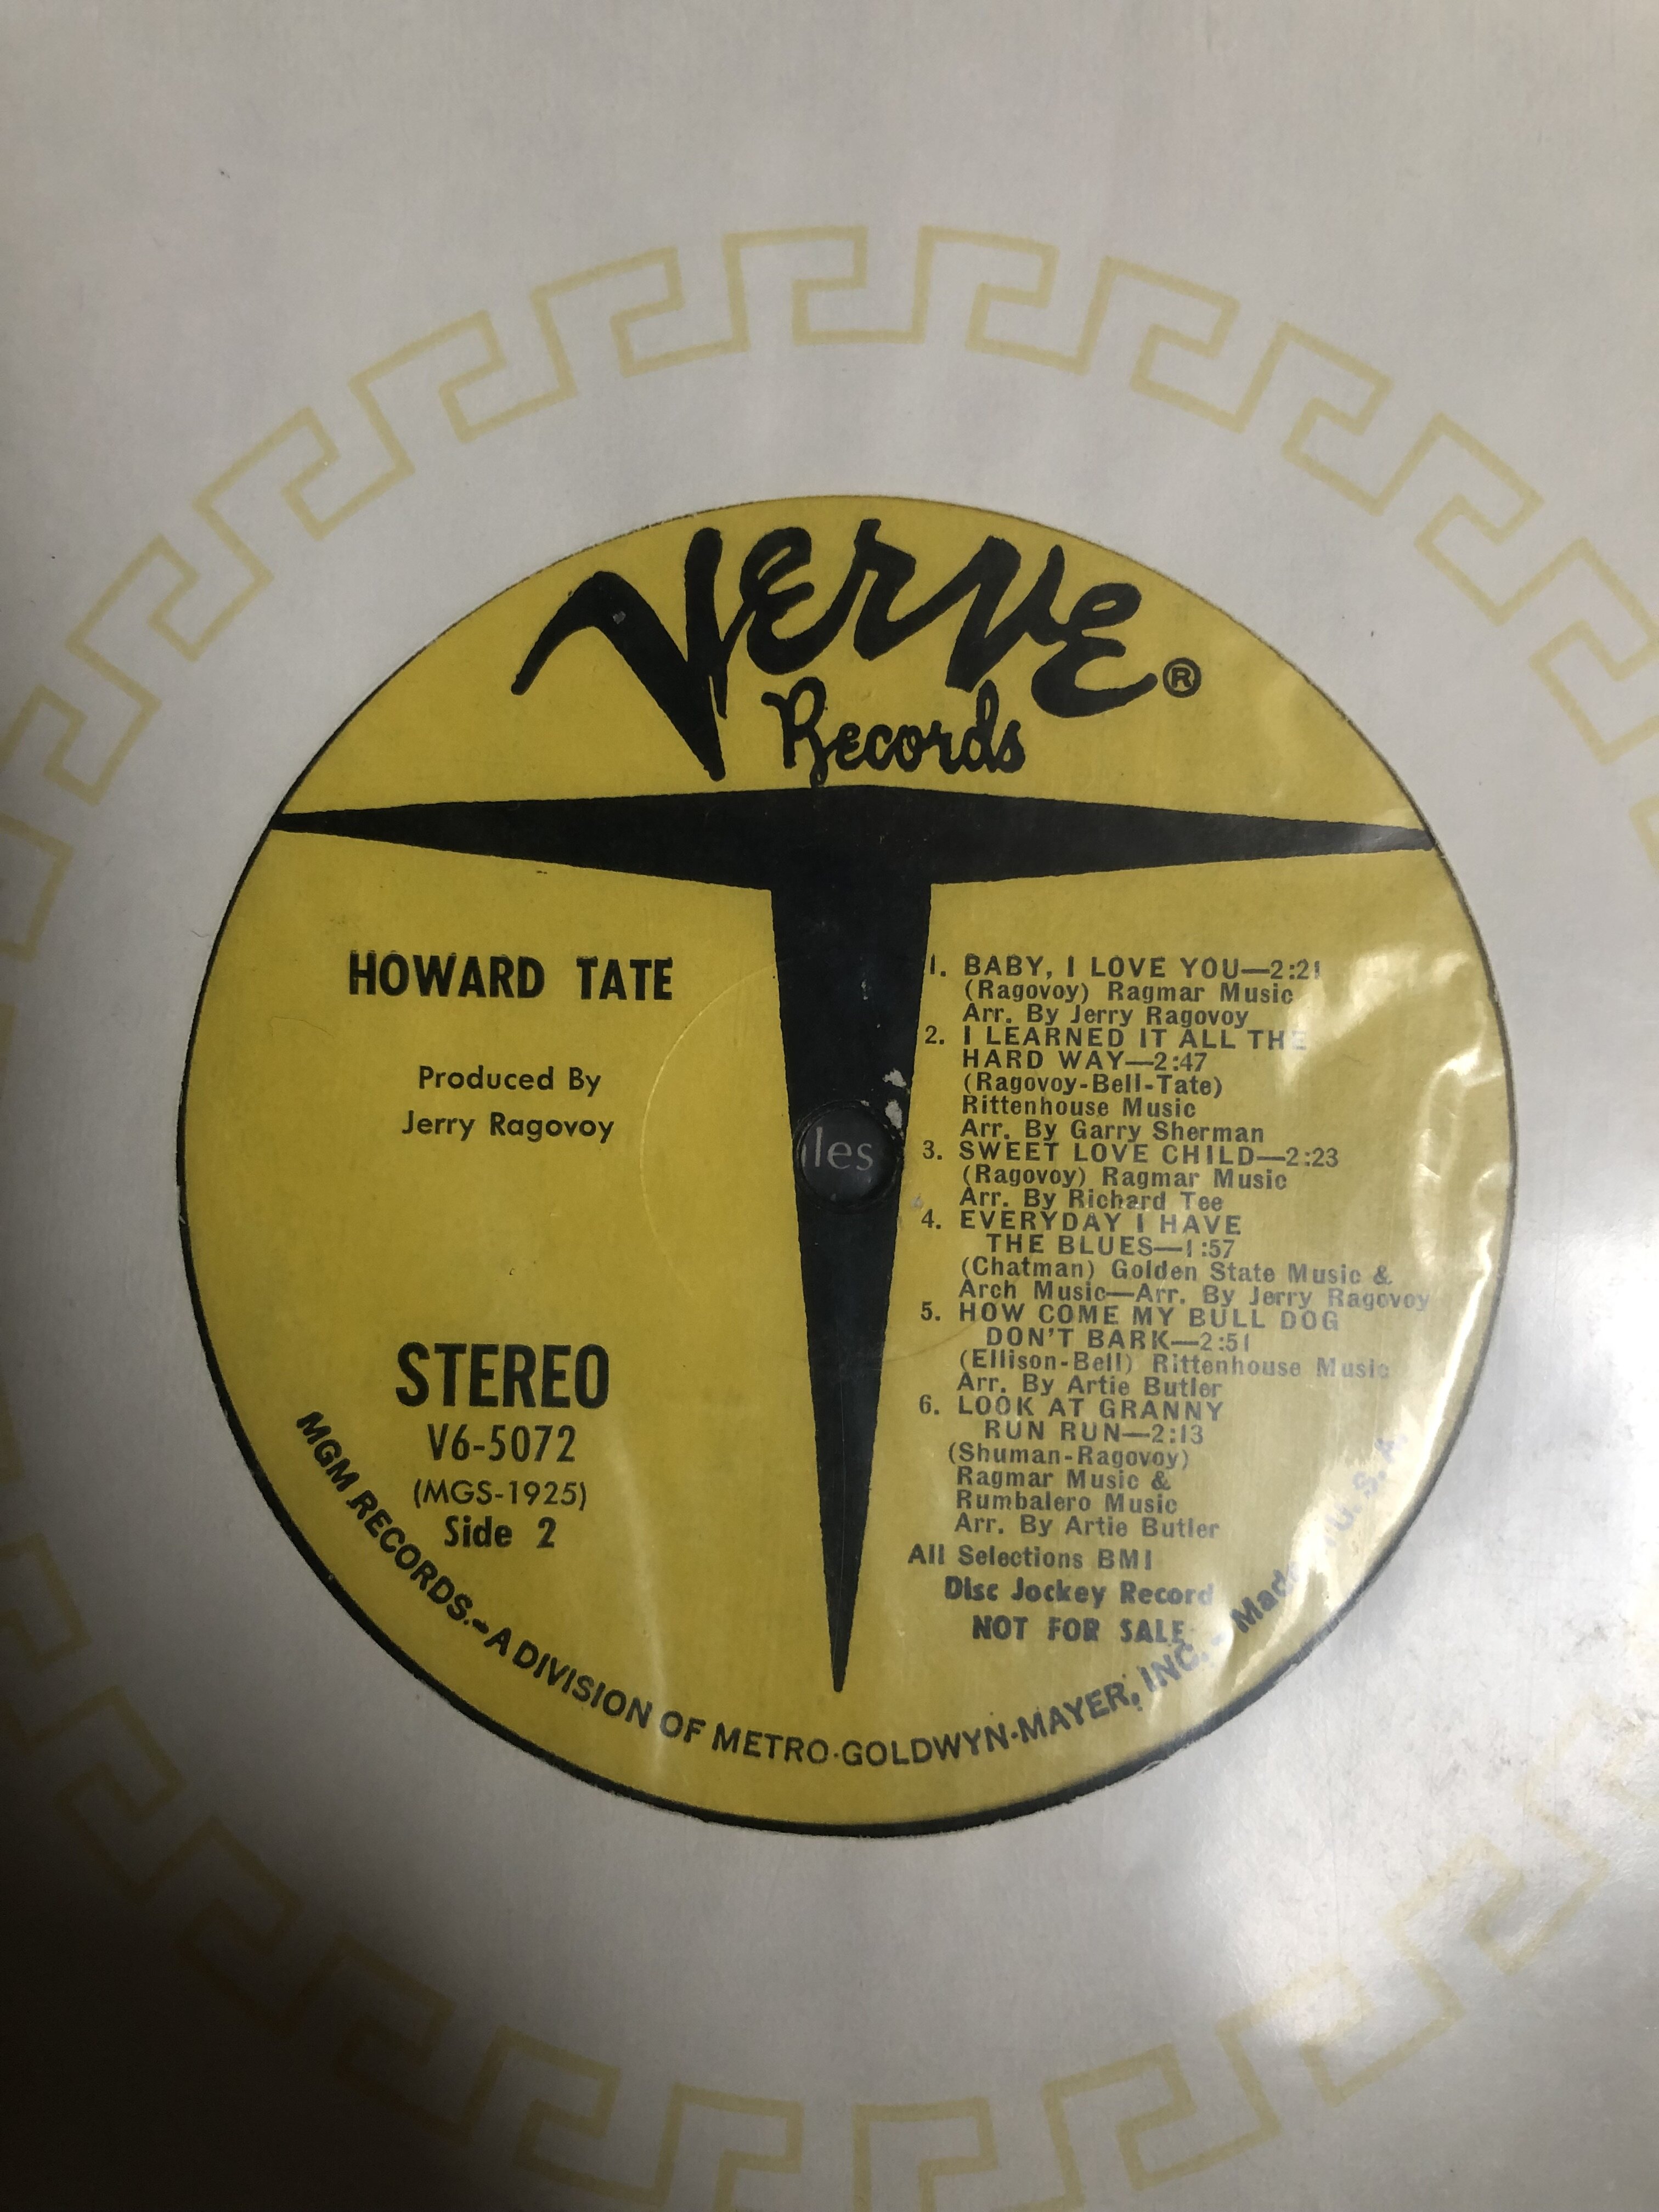 Verve®
Records
HOWARD TATE
Produced By
Jerry Ragovoy
STEREO
V6-5072
(MGS-1925)
Side 2
1. BABY, I LOVE YOU—2:21
(Ragovoy) Ragmar Music
Arr. By Jerry Ragovoy
2. I LEARNED IT ALL THE
HARD WAY—2:47
(Ragovoy-Bell-Tate)
Rittenhouse Music
Arr. By Garry Sherman
3. SWEET LOVE CHILD—2:23
(Ragovoy) Ragmar Music
Arr. By Richard Tee
4. EVERYDAY I HAVE
THE BLUES—1:57
(Chatman) Golden State Music &
Arch Music—Arr. By Jerry Ragovoy
5. HOW COME MY BULL DOG
DON'T BARK—2:51
(Ellison-Bell) Rittenhouse Music
Arr. By Artie Butler
6. LOOK AT GRANNY
RUN RUN—2:13
(Shuman-Ragovoy)
Ragmar Music &
Rumbalero Music
Arr. By Artie Butler
All Selections BMI
Disc Jockey Record
NOT FOR SALE
MGM RECORDS.-A DIVISION OF METRO-GOLDWYN-MAYER, INC. - Made U.S.A.
iles